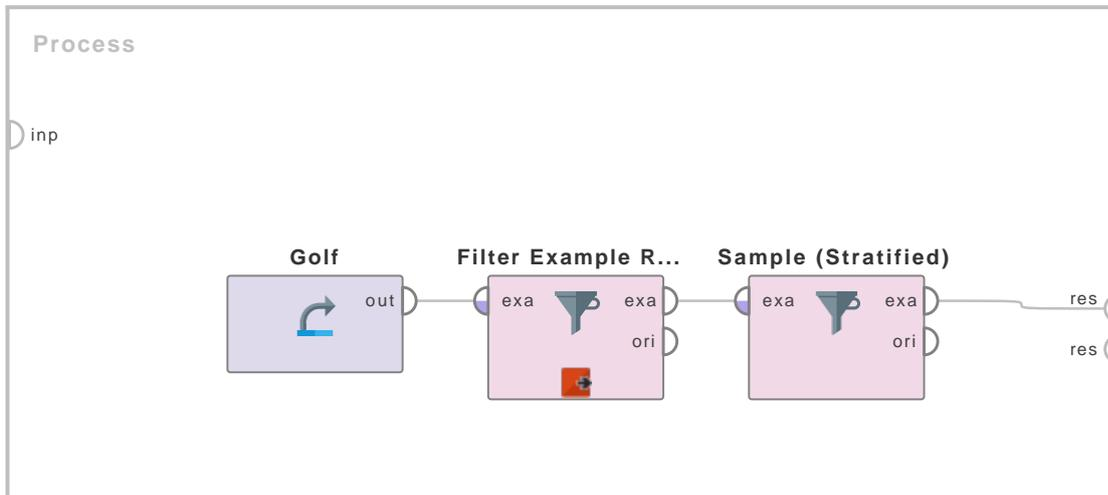 Process
inp
Golf
Filter Example R...
Sample (Stratified)
out
exa
exa
exa
exa
res
ori
ori
res